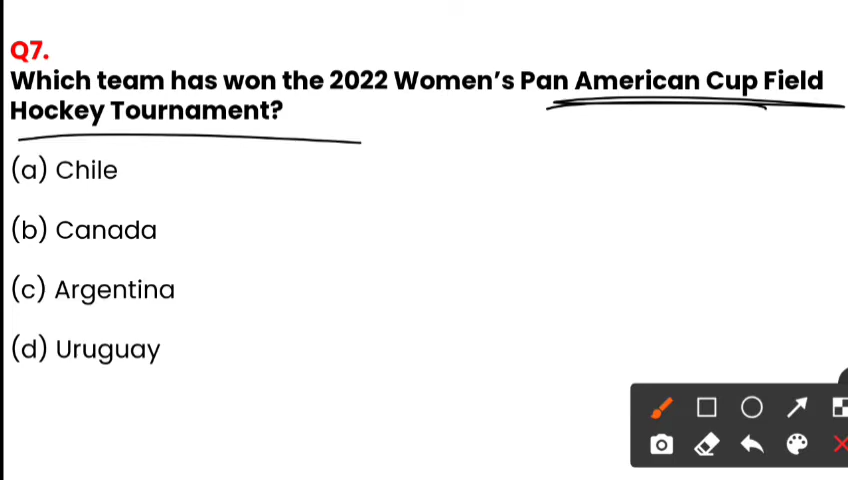 Q7.
Which team has won the 2022 Women’s Pan American Cup Field
Hockey Tournament?
(a) Chile
(b) Canada
(c) Argentina
(d) Uruguay